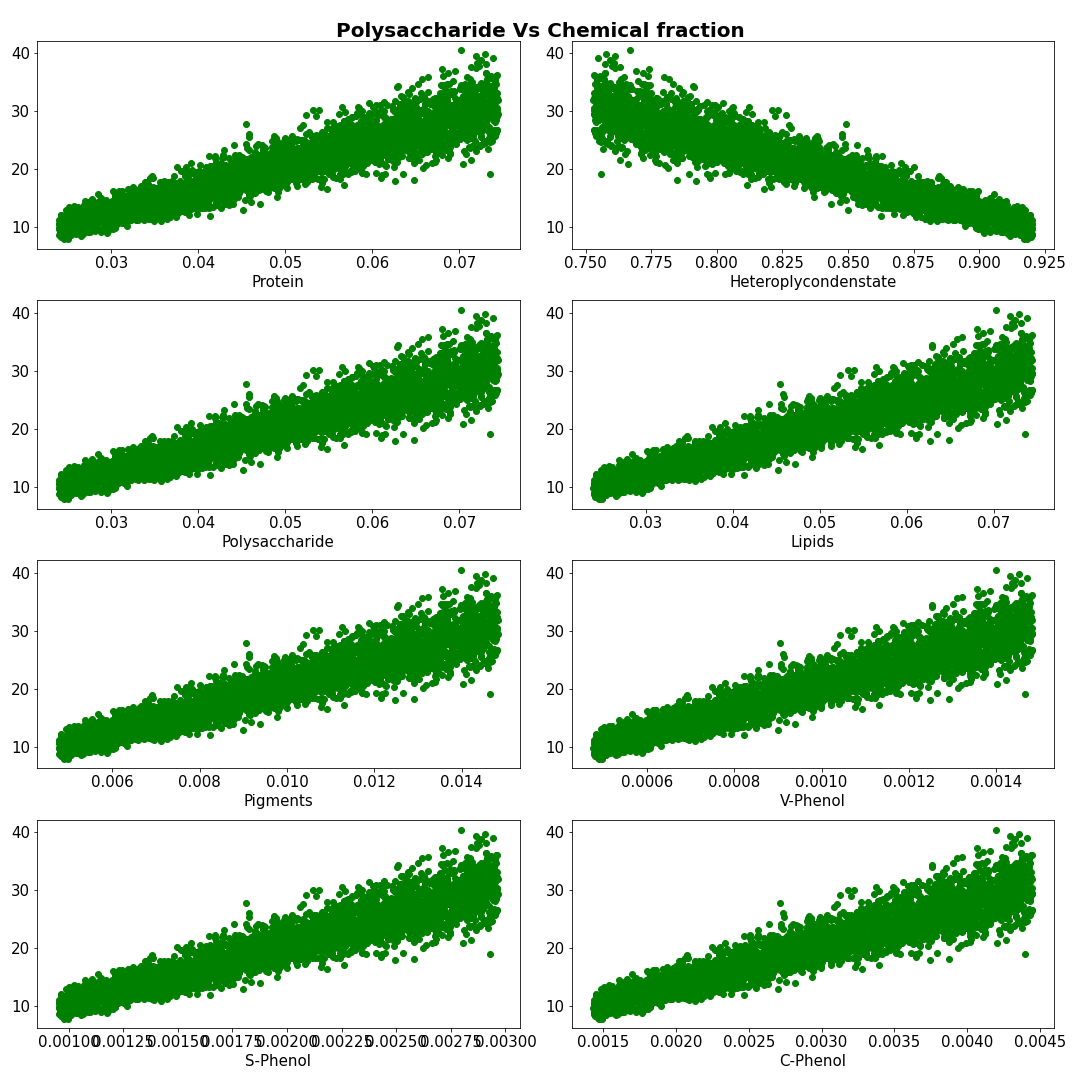 Polysaccharide Vs Chemical fraction
40
30
20
10
0.03 0.04 0.05 0.06 0.07
Protein
40
30
20
10
0.750 0.775 0.800 0.825 0.850 0.875 0.900 0.925
Heteroplycondenstate
40
30
20
10
0.03 0.04 0.05 0.06 0.07
Polysaccharide
40
30
20
10
0.03 0.04 0.05 0.06 0.07
Lipids
40
30
20
10
0.006 0.008 0.010 0.012 0.014
Pigments
40
30
20
10
0.0006 0.0008 0.0010 0.0012 0.0014
V-Phenol
40
30
20
10
0.00100 0.00125 0.00150 0.00175 0.00200 0.00225 0.00250 0.00275 0.00300
S-Phenol
40
30
20
10
0.0015 0.0020 0.0025 0.0030 0.0035 0.0040 0.0045
C-Phenol